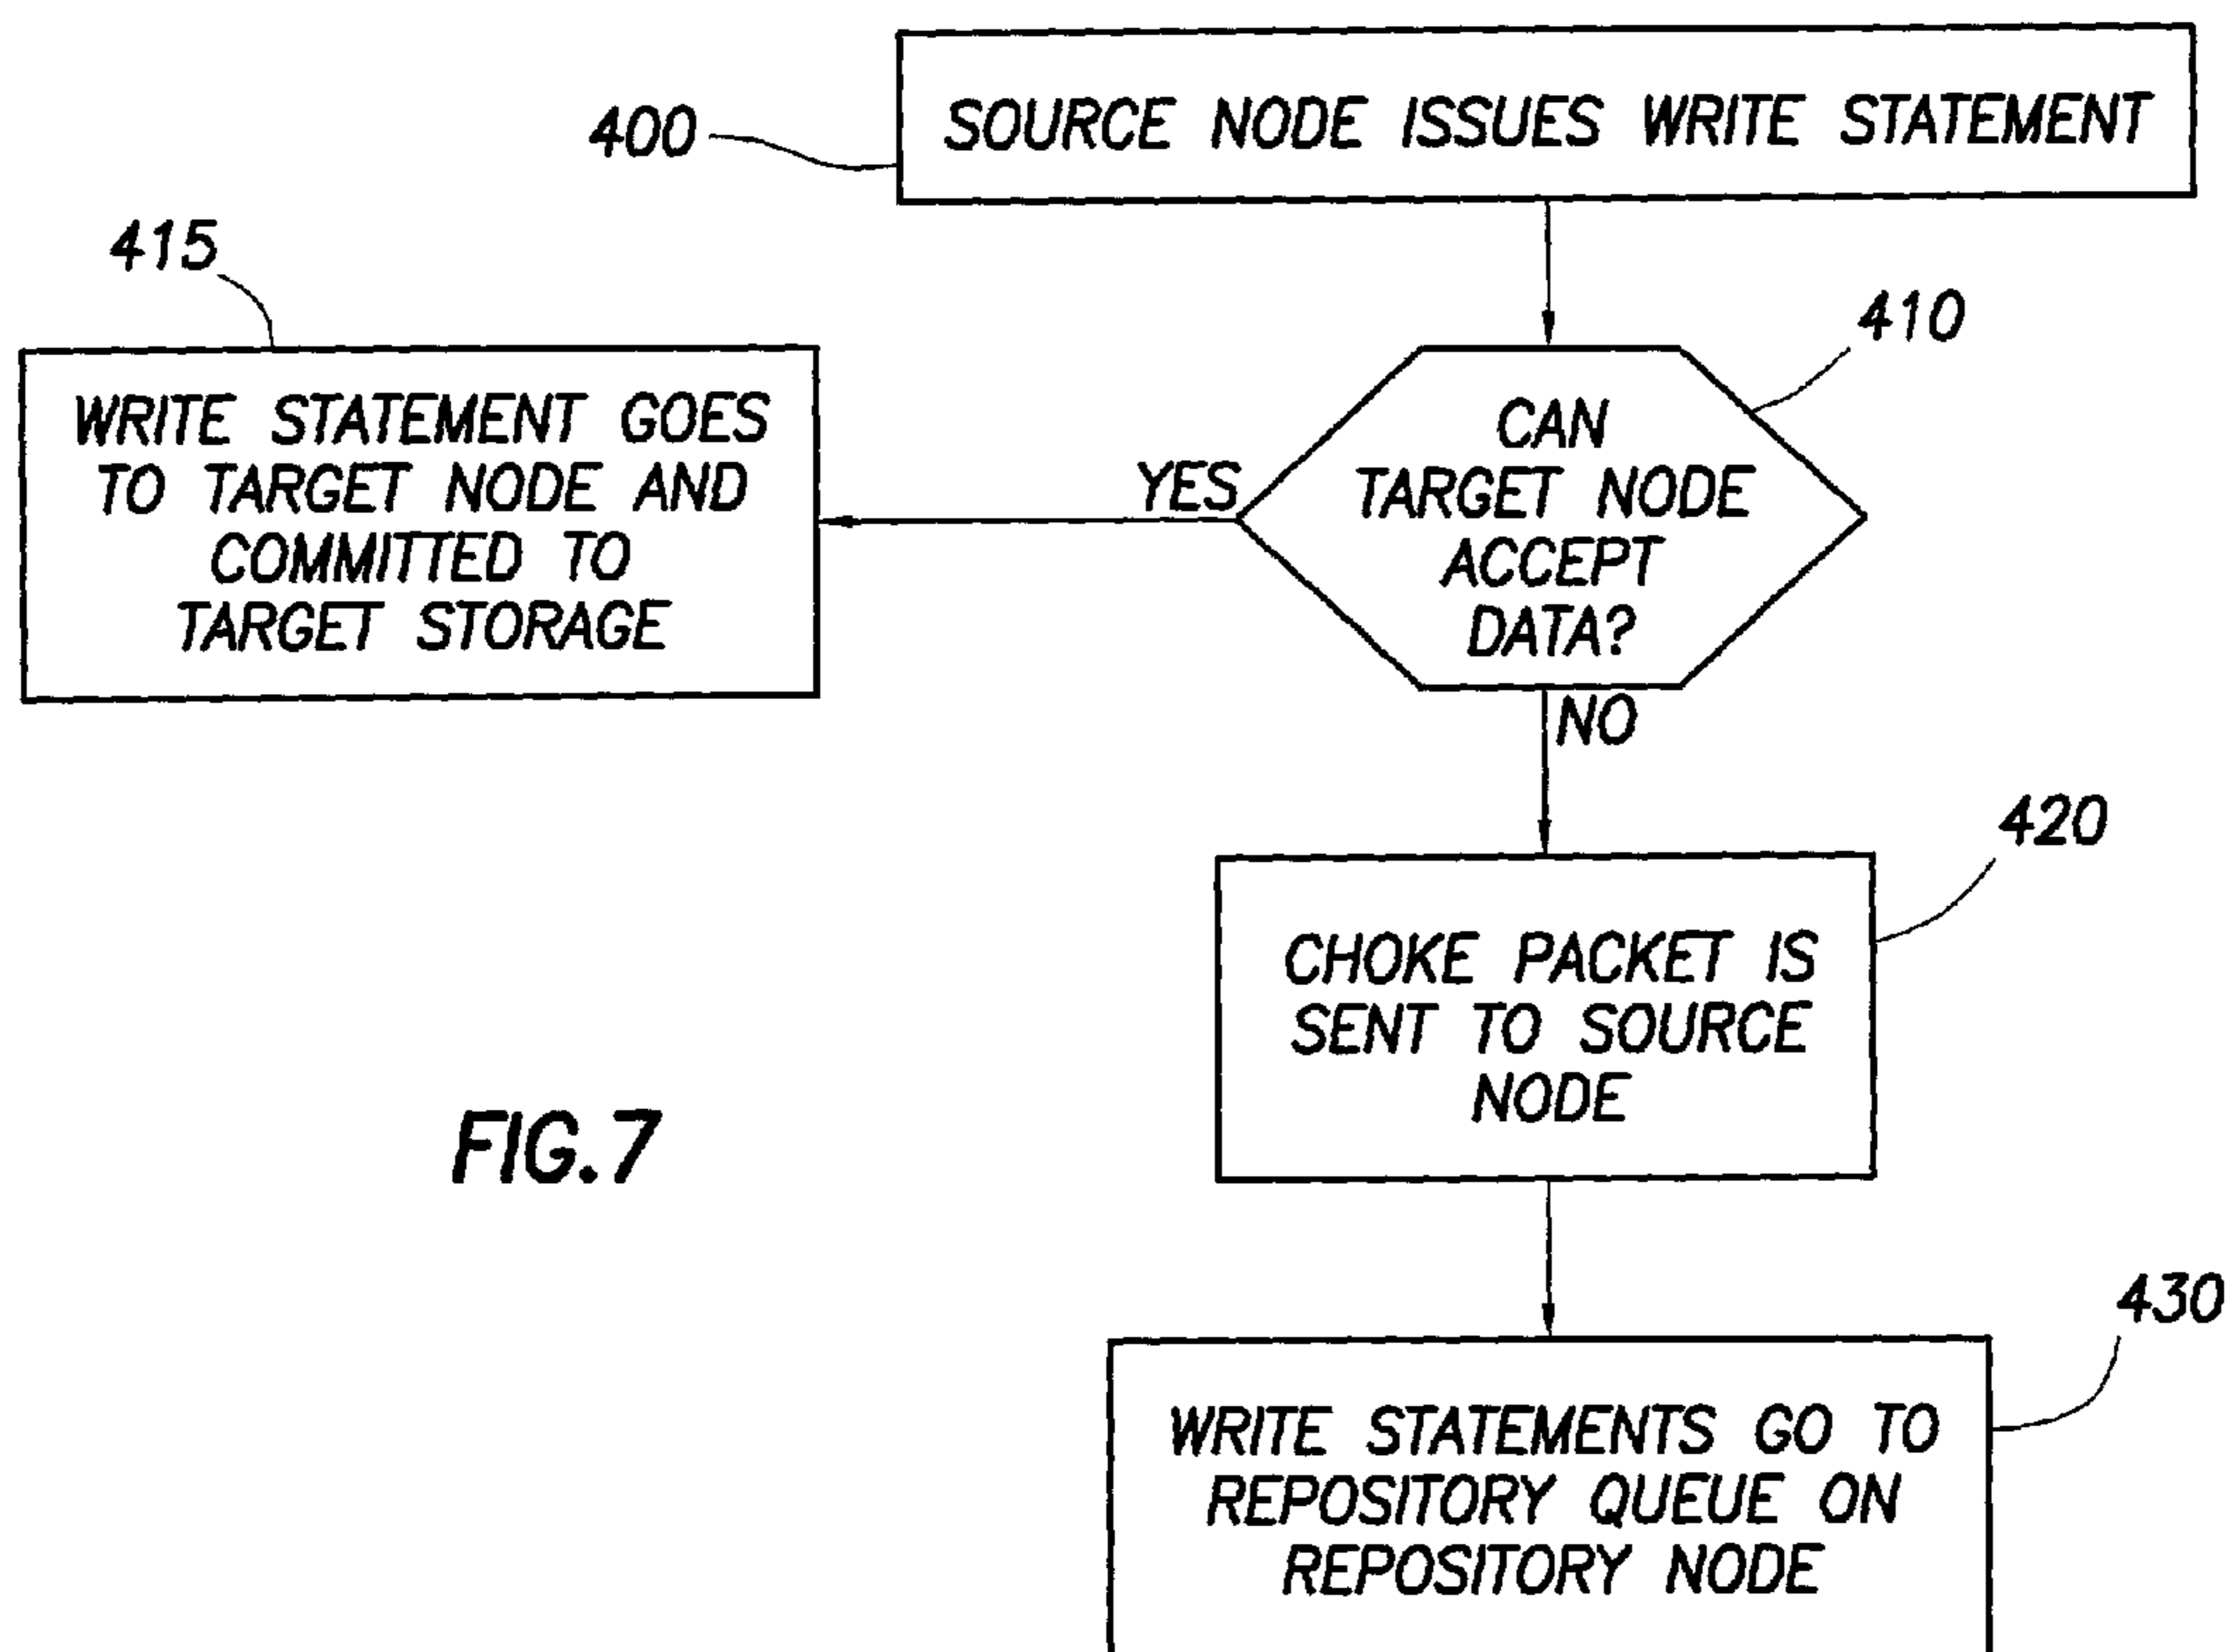 400
SOURCE NODE ISSUES WRITE STATEMENT
415
410
WRITE STATEMENT GOES
TO TARGET NODE AND
COMMITTED TO
TARGET STORAGE
YES
CAN
TARGET NODE
ACCEPT
DATA?
NO
420
CHOKE PACKET IS
SENT TO SOURCE
NODE
FIG.7
430
WRITE STATEMENTS GO TO
REPOSITORY QUEUE ON
REPOSITORY NODE